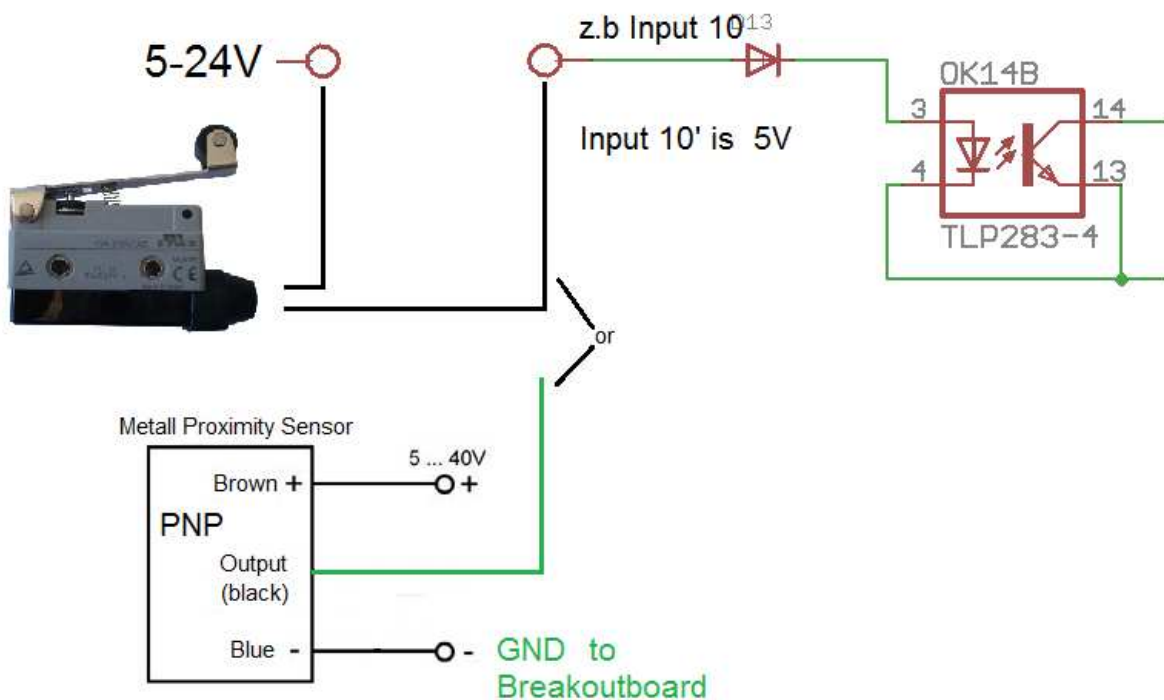 5-24V
z.b Input 10
D13
Input 10' is 5V
OK14B
3
14
4
13
TLP283-4
or
Metall Proximity Sensor
Brown +
5 ... 40V
+
PNP
Output
(black)
Blue -
-
GND to
Breakoutboard